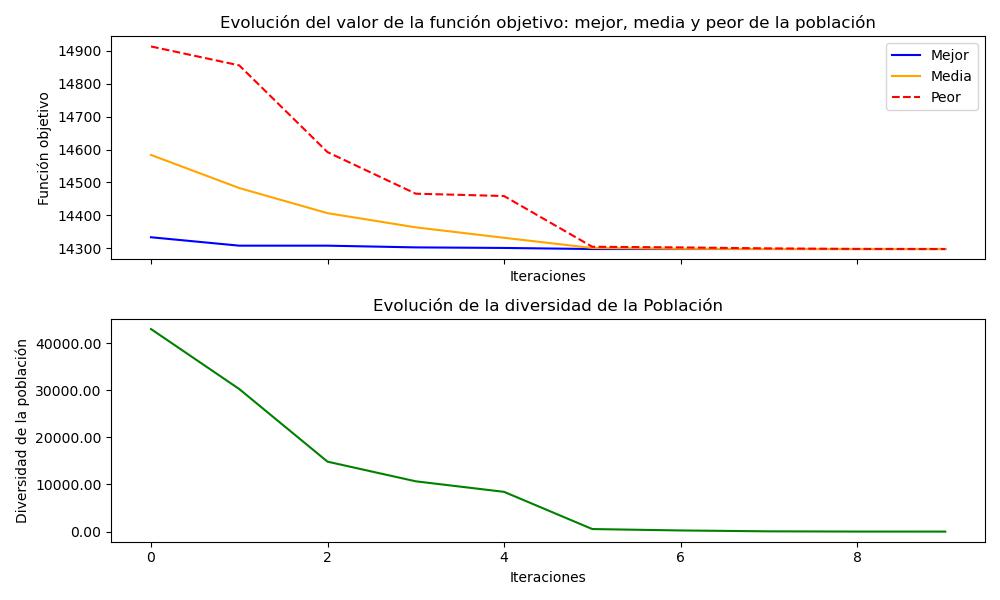 Evolución del valor de la función objetivo: mejor, media y peor de la población
Función objetivo
14900
14800
14700
14600
14500
14400
14300
Mejor
Media
Peor
Iteraciones
Evolución de la diversidad de la Población
Diversidad de la población
40000.00
30000.00
20000.00
10000.00
0.00
0 2 4 6 8
Iteraciones